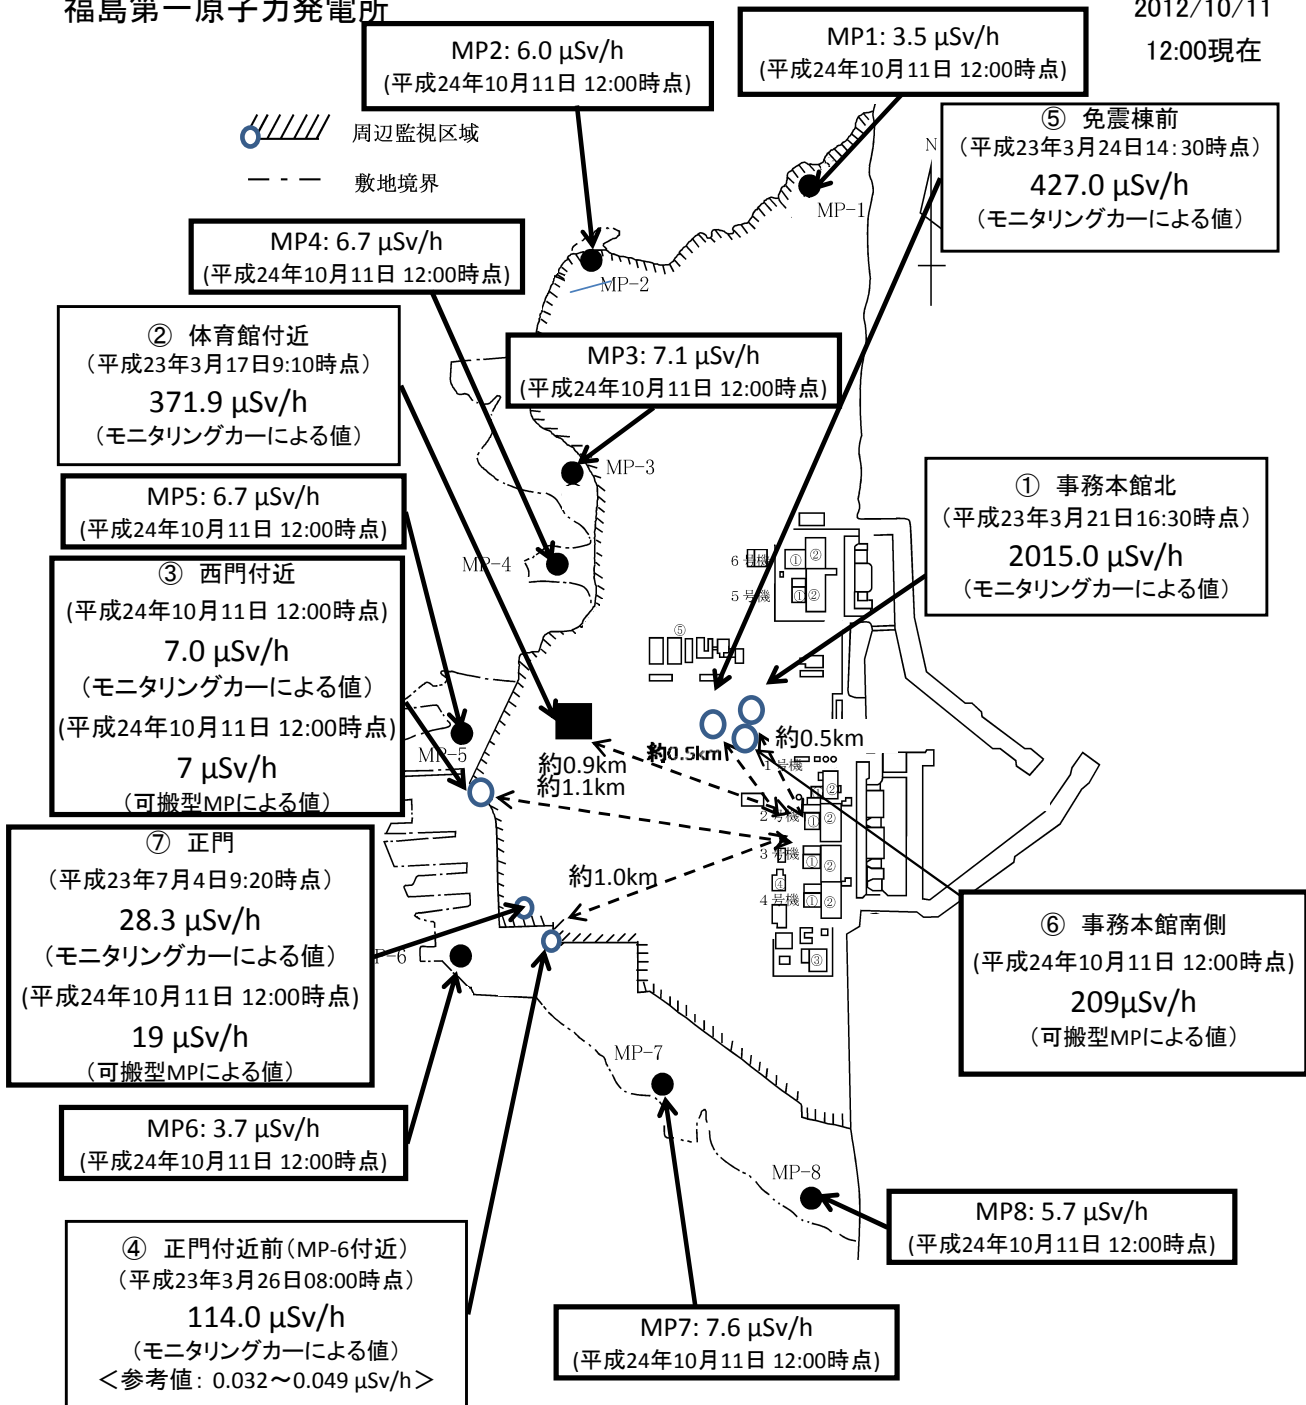 福島第一原子力発電所
2012/10/11
12:00現在
MP2: 6.0 μSv/h
(平成24年10月11日 12:00時点)
MP1: 3.5 μSv/h
(平成24年10月11日 12:00時点)
周辺監視区域
敷地境界
⑤ 免震棟前
(平成23年3月24日14:30時点)
427.0 μSv/h
(モニタリングカーによる値)
N
MP-1
MP4: 6.7 μSv/h
(平成24年10月11日 12:00時点)
MP-2
② 体育館付近
(平成23年3月17日9:10時点)
371.9 μSv/h
(モニタリングカーによる値)
MP3: 7.1 μSv/h
(平成24年10月11日 12:00時点)
MP-3
① 事務本館北
(平成23年3月21日16:30時点)
2015.0 μSv/h
(モニタリングカーによる値)
MP5: 6.7 μSv/h
(平成24年10月11日 12:00時点)
MP-4
6号機
①
②
5号機
①
②
③ 西門付近
(平成24年10月11日 12:00時点)
7.0 μSv/h
(モニタリングカーによる値)
(平成24年10月11日 12:00時点)
7 μSv/h
(可搬型MPによる値)
⑤
MP-5
約0.9km
約1.1km
約0.5km
約0.5km
1号機
②
2号機
①
②
3号機
①
②
④
4号機
①
②
③
約1.0km
⑦ 正門
(平成23年7月4日9:20時点)
28.3 μSv/h
(モニタリングカーによる値)
(平成24年10月11日 12:00時点)
19 μSv/h
(可搬型MPによる値)
P-6
⑥ 事務本館南側
(平成24年10月11日 12:00時点)
209μSv/h
(可搬型MPによる値)
MP-7
MP6: 3.7 μSv/h
(平成24年10月11日 12:00時点)
MP-8
MP8: 5.7 μSv/h
(平成24年10月11日 12:00時点)
④ 正門付近前(MP-6付近)
(平成23年3月26日08:00時点)
114.0 μSv/h
(モニタリングカーによる値)
<参考値: 0.032～0.049 μSv/h>
MP7: 7.6 μSv/h
(平成24年10月11日 12:00時点)